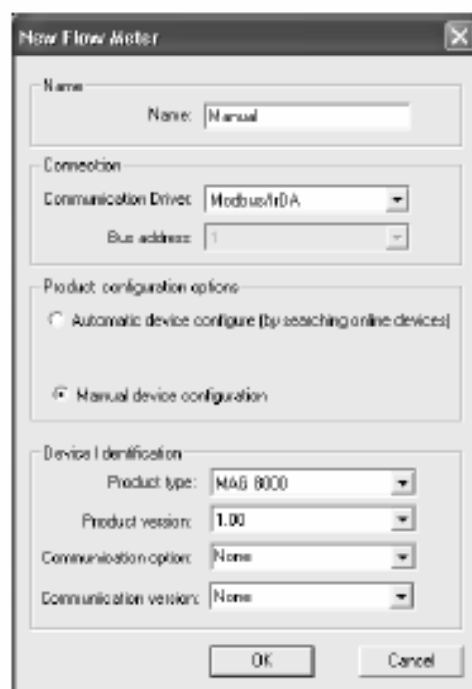 New Flow Meter
Name
Name: Manual
Connection
Communication Driver: Modbus/IrDA
Bus address: 1
Product configuration options
Automatic device configure (by searching online devices)
Manual device configuration
Device Identification
Product type: MAG 8000
Product version: 1.00
Communication option: None
Communication version: None
OK Cancel